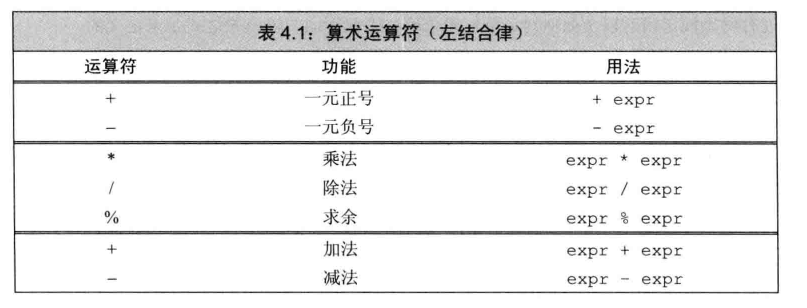 表 4.1：算术运算符（左结合律）
运算符 功能 用法
+ 一元正号 + expr
– 一元负号 - expr
* 乘法 expr * expr
/ 除法 expr / expr
% 求余 expr % expr
+ 加法 expr + expr
– 减法 expr - expr